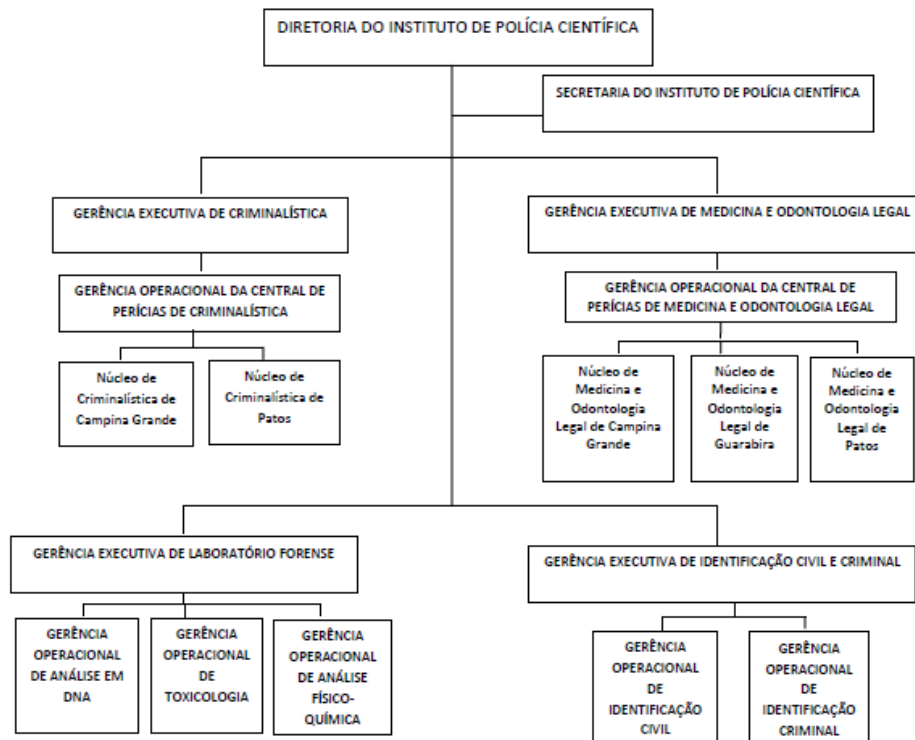 DIRETORIA DO INSTITUTO DE POLÍCIA CIENTÍFICA
SECRETARIA DO INSTITUTO DE POLÍCIA CIENTÍFICA
GERÊNCIA EXECUTIVA DE CRIMINALÍSTICA
GERÊNCIA EXECUTIVA DE MEDICINA E ODONTOLOGIA LEGAL
GERÊNCIA OPERACIONAL DA CENTRAL DE
PERÍCIAS DE CRIMINALÍSTICA
GERÊNCIA OPERACIONAL DA CENTRAL DE
PERÍCIAS DE MEDICINA E ODONTOLOGIA LEGAL
Núcleo de
Criminalística de
Campina Grande
Núcleo de
Criminalística de
Patos
Núcleo de
Medicina e
Odontologia
Legal de Campina
Grande
Núcleo de
Medicina e
Odontologia
Legal de
Guarabira
Núcleo de
Medicina e
Odontologia
Legal de
Patos
GERÊNCIA EXECUTIVA DE LABORATÓRIO FORENSE
GERÊNCIA EXECUTIVA DE IDENTIFICAÇÃO CIVIL E CRIMINAL
GERÊNCIA
OPERACIONAL
DE ANÁLISE EM
DNA
GERÊNCIA
OPERACIONAL
DE
TOXICOLOGIA
GERÊNCIA
OPERACIONAL
DE ANÁLISE
FÍSICO-
QUÍMICA
GERÊNCIA
OPERACIONAL
DE
IDENTIFICAÇÃO
CIVIL
GERÊNCIA
OPERACIONAL
DE
IDENTIFICAÇÃO
CRIMINAL